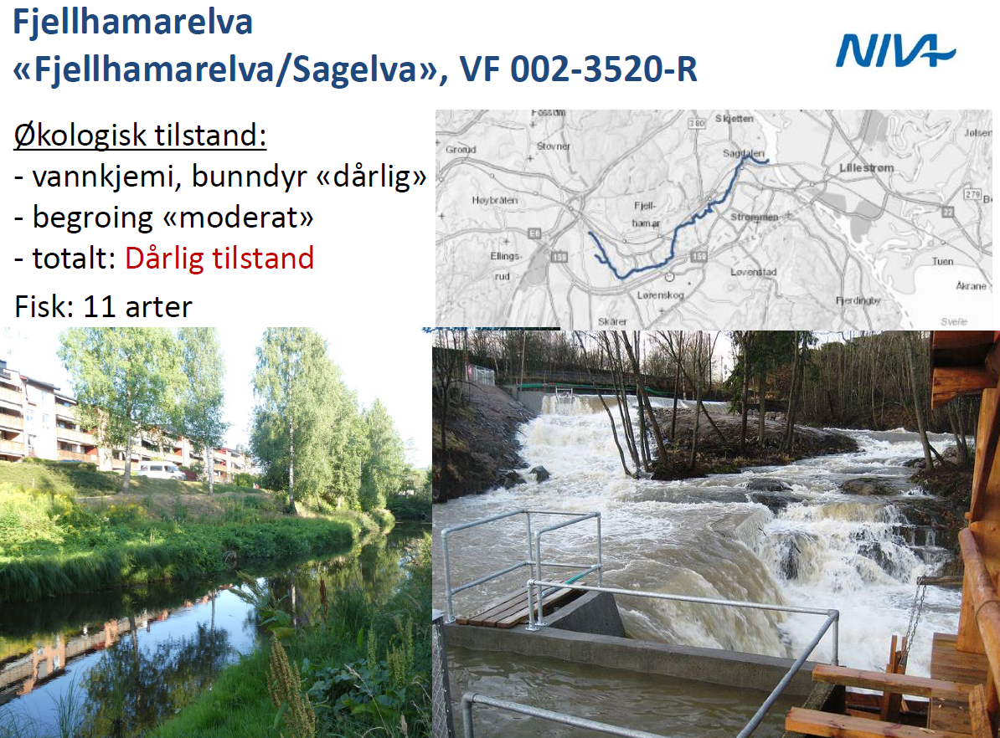 Fjellhamarelva
«Fjellhamarelva/Sagelva», VF 002-3520-R
NIVA
Økologisk tilstand:
- vannkjemi, bunndyr «dårlig»
- begroing «moderat»
- totalt: Dårlig tilstand
Fisk: 11 arter
Fossum
380
Skjetten
Jølsen
Grorud
Stovner
Sagdalen
Lillestrøm
279
Høybråten
Fjell-
hamar
Strømmen
22
E6
Ellings-
rud
159
159
Løvenstad
Tuen
Åkrane
Lørenskog
Fjerdingby
Skårer
Svelle